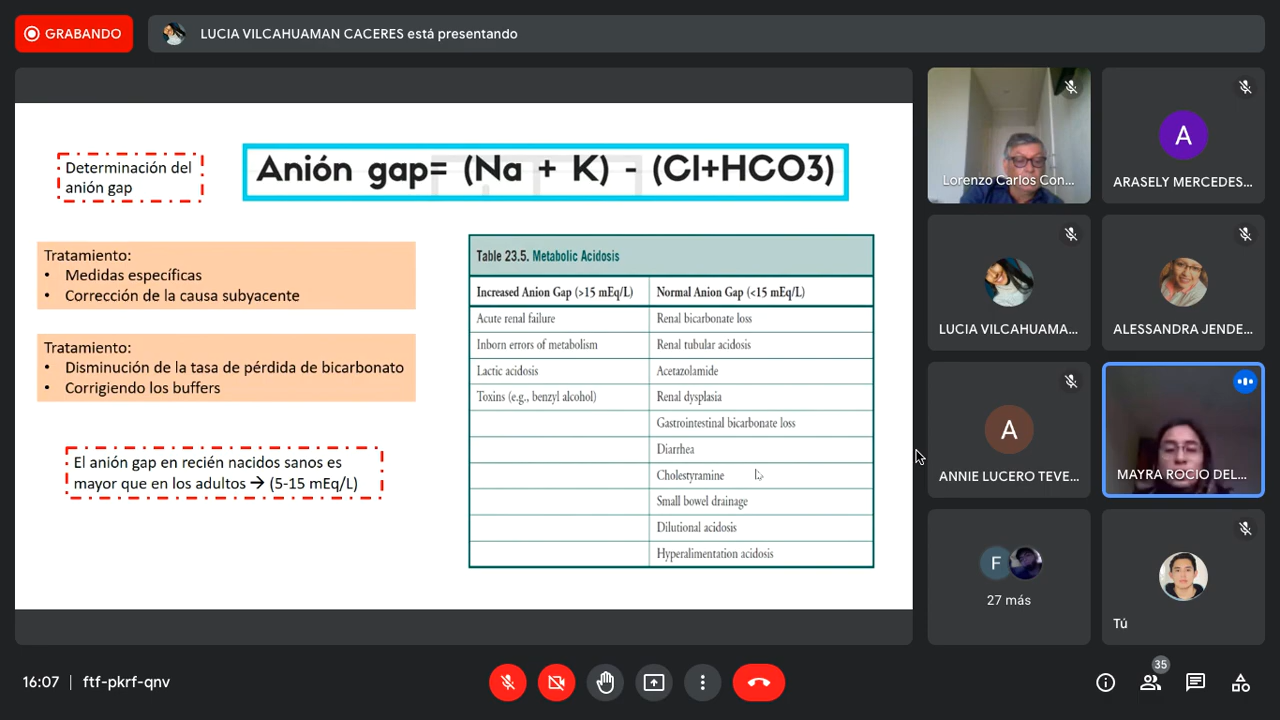 GRABANDO
LUCIA VILCAHUAMAN CACERES está presentando
Determinación del
anión gap
Anión gap= (Na + K) - (Cl+HCO3)
Tratamiento:
• Medidas específicas
• Corrección de la causa subyacente
Tratamiento:
• Disminución de la tasa de pérdida de bicarbonato
• Corrigiendo los buffers
El anión gap en recién nacidos sanos es
mayor que en los adultos → (5-15 mEq/L)
Table 23.5. Metabolic Acidosis
Increased Anion Gap (>15 mEq/L) Normal Anion Gap (<15 mEq/L)
Acute renal failure Renal bicarbonate loss
Inborn errors of metabolism Renal tubular acidosis
Lactic acidosis Acetazolamide
Toxins (e.g., benzyl alcohol) Renal dysplasia
Gastrointestinal bicarbonate loss
Diarrhea
Cholestyramine
Small bowel drainage
Dilutional acidosis
Hyperalimentation acidosis
Lorenzo Carlos Con...
A
ARASELY MERCEDES...
LUCIA VILCAHUAMA...
ALESSANDRA JENDE...
A
ANNIE LUCERO TEVE...
MAYRA ROCIO DEL...
F
27 más
Tú
16:07 | ftf-pkrf-qnv
35